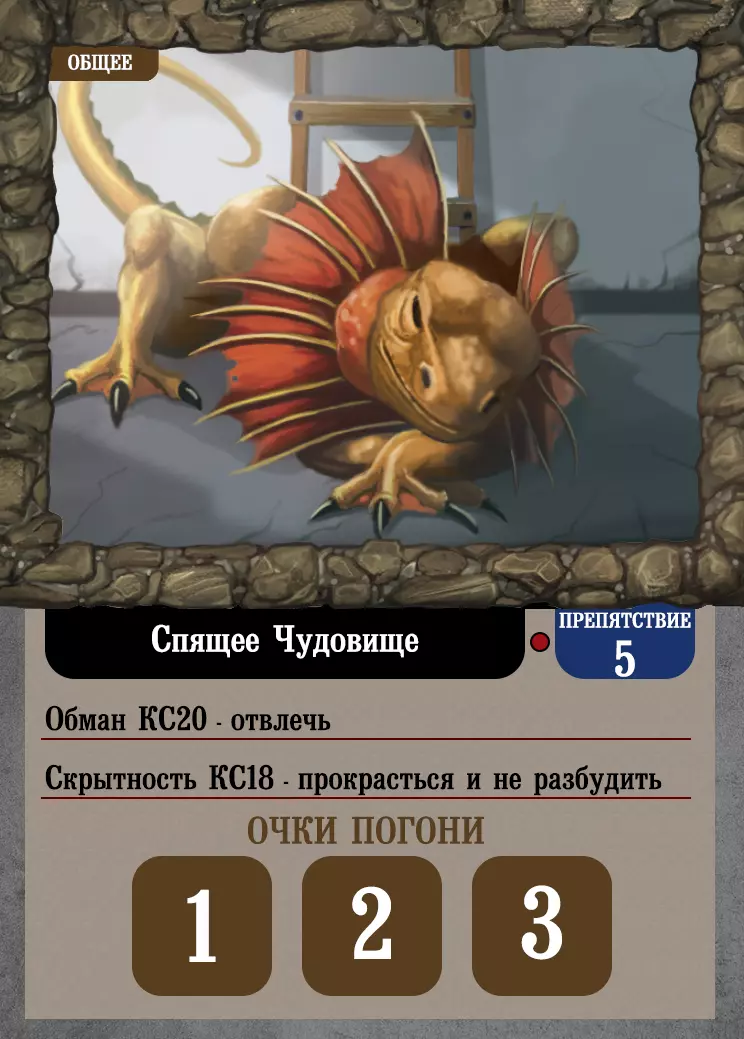 ОБЩЕЕ
Спящее Чудовище
ПРЕПЯТСТВИЕ
5
Обман КС20 - отвлечь
Скрытность КС18 - прокрасться и не разбудить
ОЧКИ ПОГОНИ
1 2 3